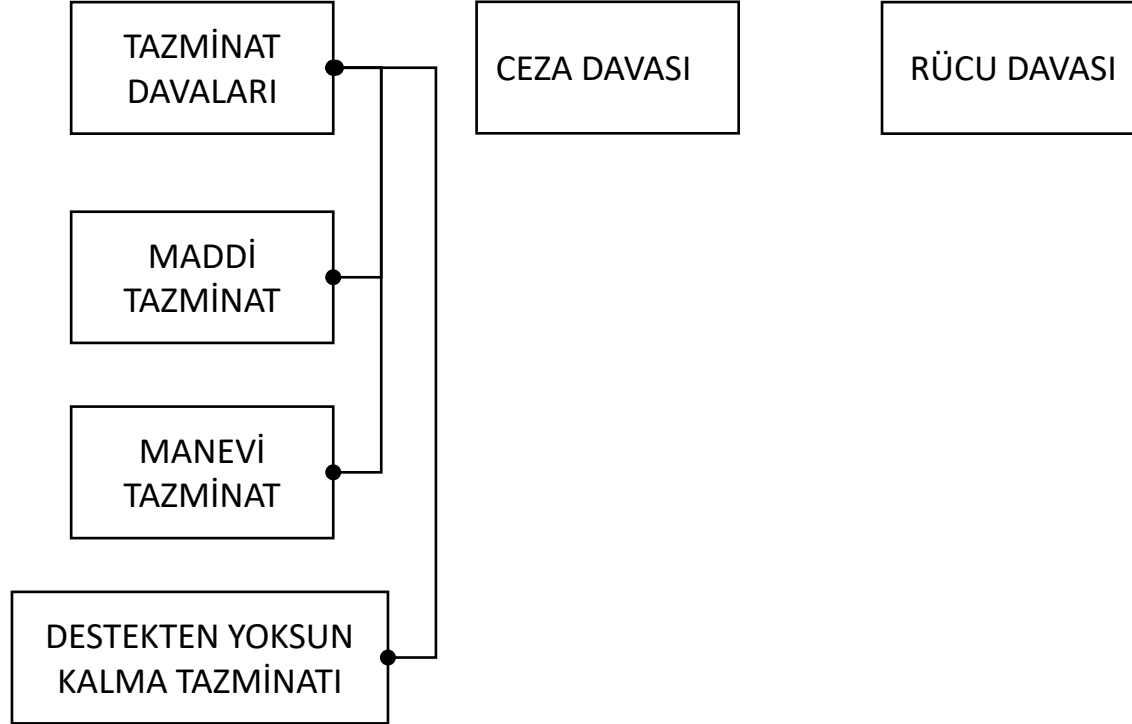 TAZMİNAT
DAVALARI
CEZA DAVASI
RÜCU DAVASI
MADDİ
TAZMİNAT
MANEVİ
TAZMİNAT
DESTEKTEN YOKSUN
KALMA TAZMİNATI